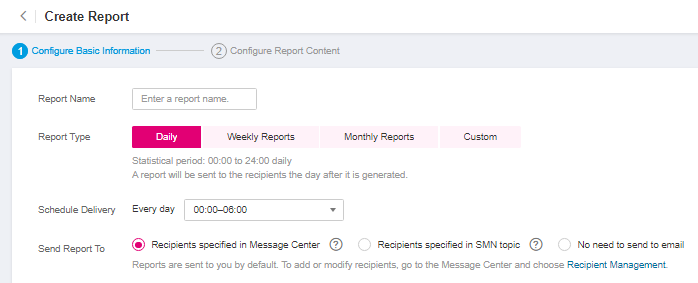 Create Report
1 Configure Basic Information 2 Configure Report Content
Report Name Enter a report name.
Report Type Daily Weekly Reports Monthly Reports Custom
Statistical period: 00:00 to 24:00 daily
A report will be sent to the recipients the day after it is generated.
Schedule Delivery Every day 00:00–06:00
Send Report To Recipients specified in Message Center ? Recipients specified in SMN topic ? No need to send to email
Reports are sent to you by default. To add or modify recipients, go to the Message Center and choose Recipient Management.